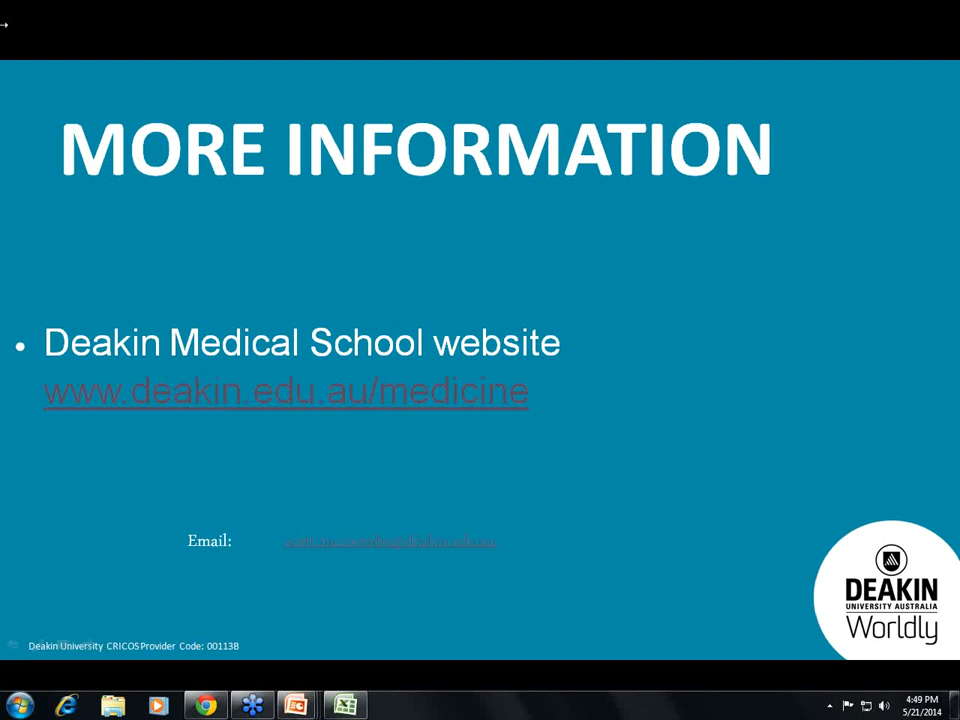 MORE INFORMATION
• Deakin Medical School website
www.deakin.edu.au/medicine
Email:
DEAKIN
UNIVERSITY AUSTRALIA
Worldly
Deakin University CRICOS Provider Code: 00113B
4:49 PM
5/21/2014